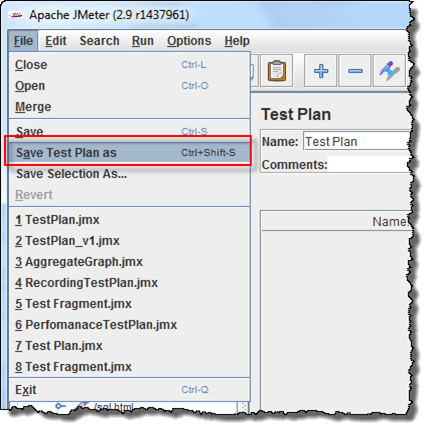 Apache JMeter (2.9 r1437961)
File Edit Search Run Options Help
Close Ctrl-L
Open Ctrl-O
Merge
Save Ctrl-S
Save Test Plan as Ctrl+Shift-S
Save Selection As...
Revert
1 TestPlan.jmx
2 TestPlan_v1.jmx
3 AggregateGraph.jmx
4 RecordingTestPlan.jmx
5 Test Fragment.jmx
6 PerfomanaceTestPlan.jmx
7 Test Plan.jmx
8 Test Fragment.jmx
Exit Ctrl-Q
/sql.html
Test Plan
Name: Test Plan
Comments:
Name: